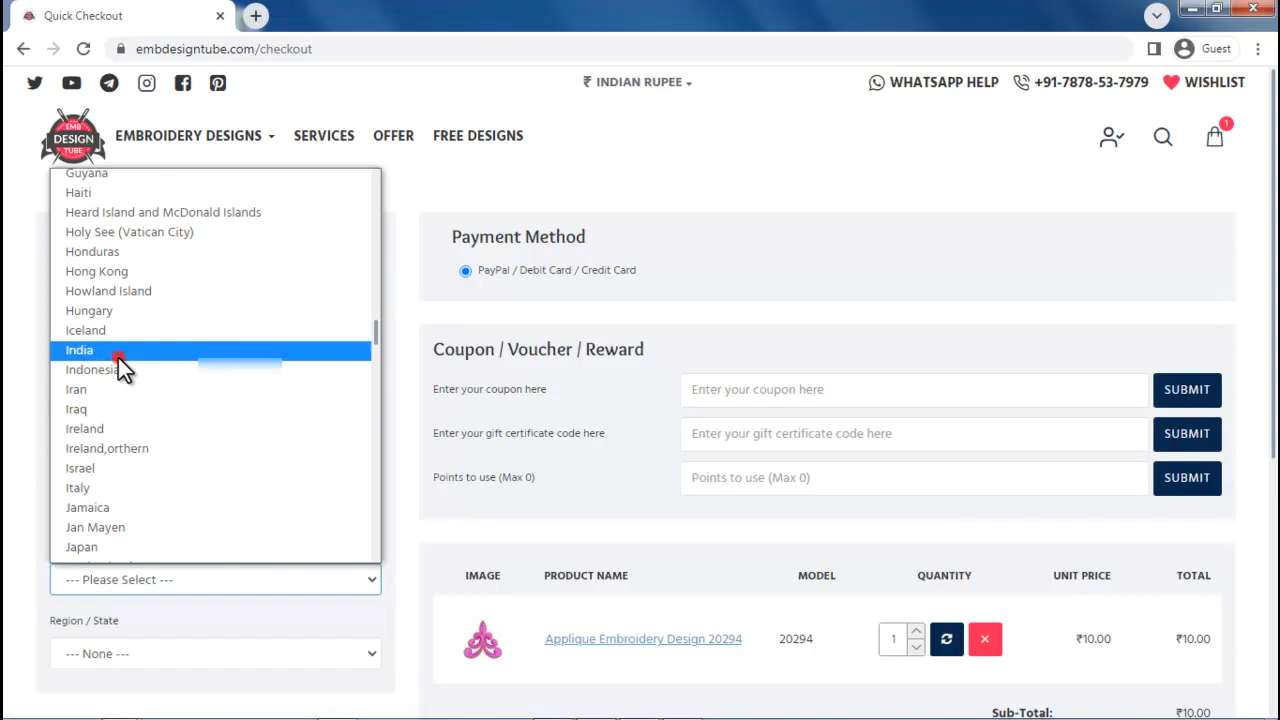 Quick Checkout
embdesigntube.com/checkout
Guest
₹ INDIAN RUPEE
WHATSAPP HELP
+91-7878-53-7979
WISHLIST
EMB
DESIGN
TUBE
EMBROIDERY DESIGNS
SERVICES
OFFER
FREE DESIGNS
1
Guyana
Haiti
Heard Island and McDonald Islands
Holy See (Vatican City)
Honduras
Hong Kong
Howland Island
Hungary
Iceland
India
Indonesia
Iran
Iraq
Ireland
Ireland,orthern
Israel
Italy
Jamaica
Jan Mayen
Japan
--- Please Select ---
Region / State
--- None ---
Payment Method
PayPal / Debit Card / Credit Card
Coupon / Voucher / Reward
Enter your coupon here
Enter your coupon here
SUBMIT
Enter your gift certificate code here
Enter your gift certificate code here
SUBMIT
Points to use (Max 0)
Points to use (Max 0)
SUBMIT
IMAGE PRODUCT NAME MODEL QUANTITY UNIT PRICE TOTAL
Applique Embroidery Design 20294 20294 1 ₹10.00 ₹10.00
Sub-Total: ₹10.00